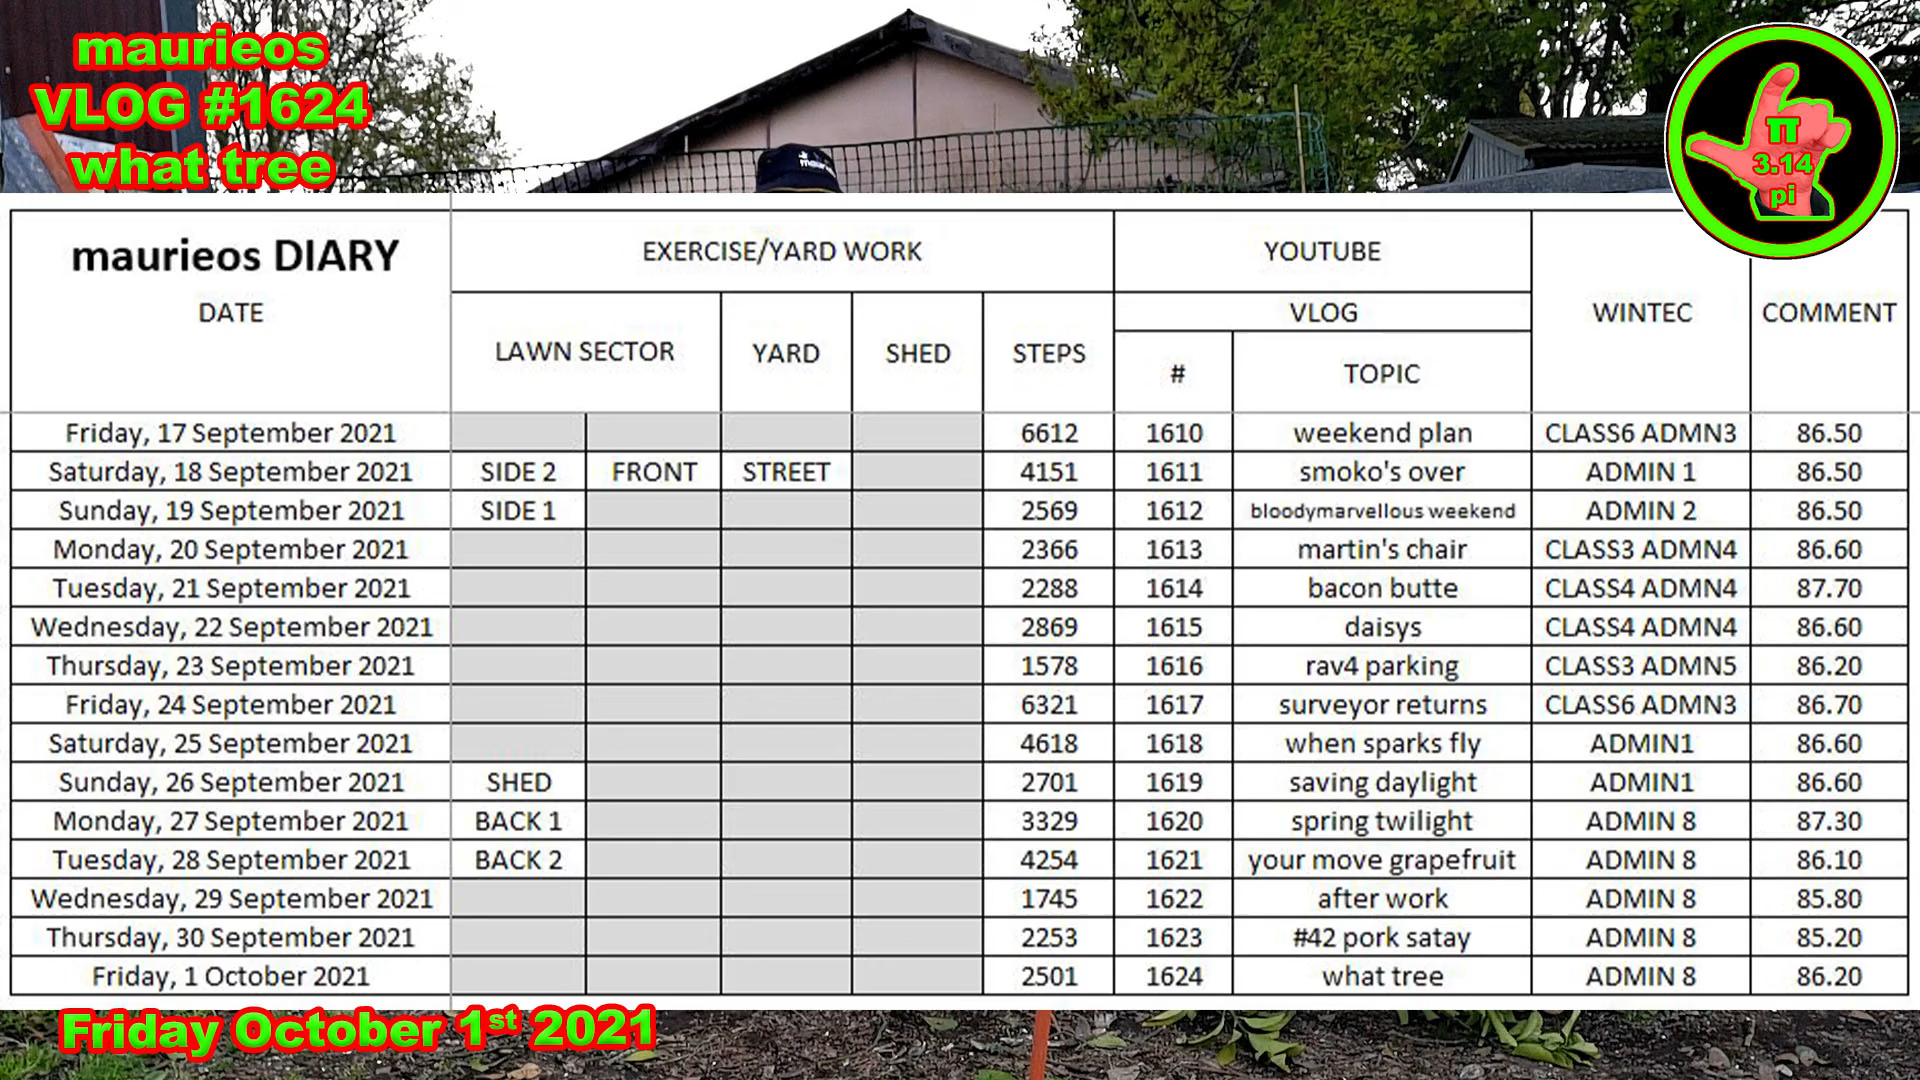 maurieos
VLOG #1624
what tree
π
3.14
pi
maurieos DIARY
DATE
EXERCISE/YARD WORK
YOUTUBE
WINTEC
COMMENT
LAWN SECTOR
YARD
SHED
STEPS
VLOG
#
TOPIC
Friday, 17 September 2021 6612 1610 weekend plan CLASS6 ADMN3 86.50
Saturday, 18 September 2021 SIDE 2 FRONT STREET 4151 1611 smoko's over ADMIN 1 86.50
Sunday, 19 September 2021 SIDE 1 2569 1612 bloodymarvellous weekend ADMIN 2 86.50
Monday, 20 September 2021 2366 1613 martin's chair CLASS3 ADMN4 86.60
Tuesday, 21 September 2021 2288 1614 bacon butte CLASS4 ADMN4 87.70
Wednesday, 22 September 2021 2869 1615 daisys CLASS4 ADMN4 86.60
Thursday, 23 September 2021 1578 1616 rav4 parking CLASS3 ADMN5 86.20
Friday, 24 September 2021 6321 1617 surveyor returns CLASS6 ADMN3 86.70
Saturday, 25 September 2021 4618 1618 when sparks fly ADMIN1 86.60
Sunday, 26 September 2021 SHED 2701 1619 saving daylight ADMIN1 86.60
Monday, 27 September 2021 BACK 1 3329 1620 spring twilight ADMIN 8 87.30
Tuesday, 28 September 2021 BACK 2 4254 1621 your move grapefruit ADMIN 8 86.10
Wednesday, 29 September 2021 1745 1622 after work ADMIN 8 85.80
Thursday, 30 September 2021 2253 1623 #42 pork satay ADMIN 8 85.20
Friday, 1 October 2021 2501 1624 what tree ADMIN 8 86.20
Friday October 1st 2021